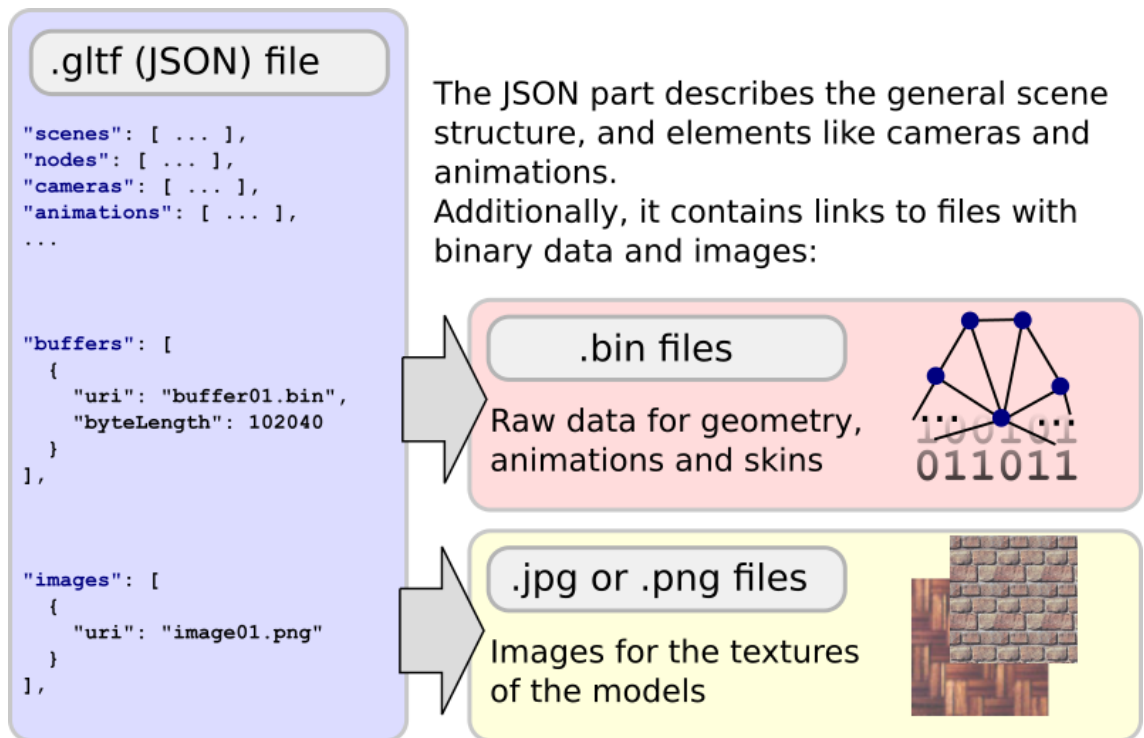 .gltf (JSON) file
"scenes": [ ... ],
"nodes": [ ... ],
"cameras": [ ... ],
"animations": [ ... ],
...
"buffers": [
{
"uri": "buffer01.bin",
"byteLength": 102040
}
],
"images": [
{
"uri": "image01.png"
}
],
The JSON part describes the general scene
structure, and elements like cameras and
animations.
Additionally, it contains links to files with
binary data and images:
.bin files
Raw data for geometry,
animations and skins
... ...
100101
011011
.jpg or .png files
Images for the textures
of the models